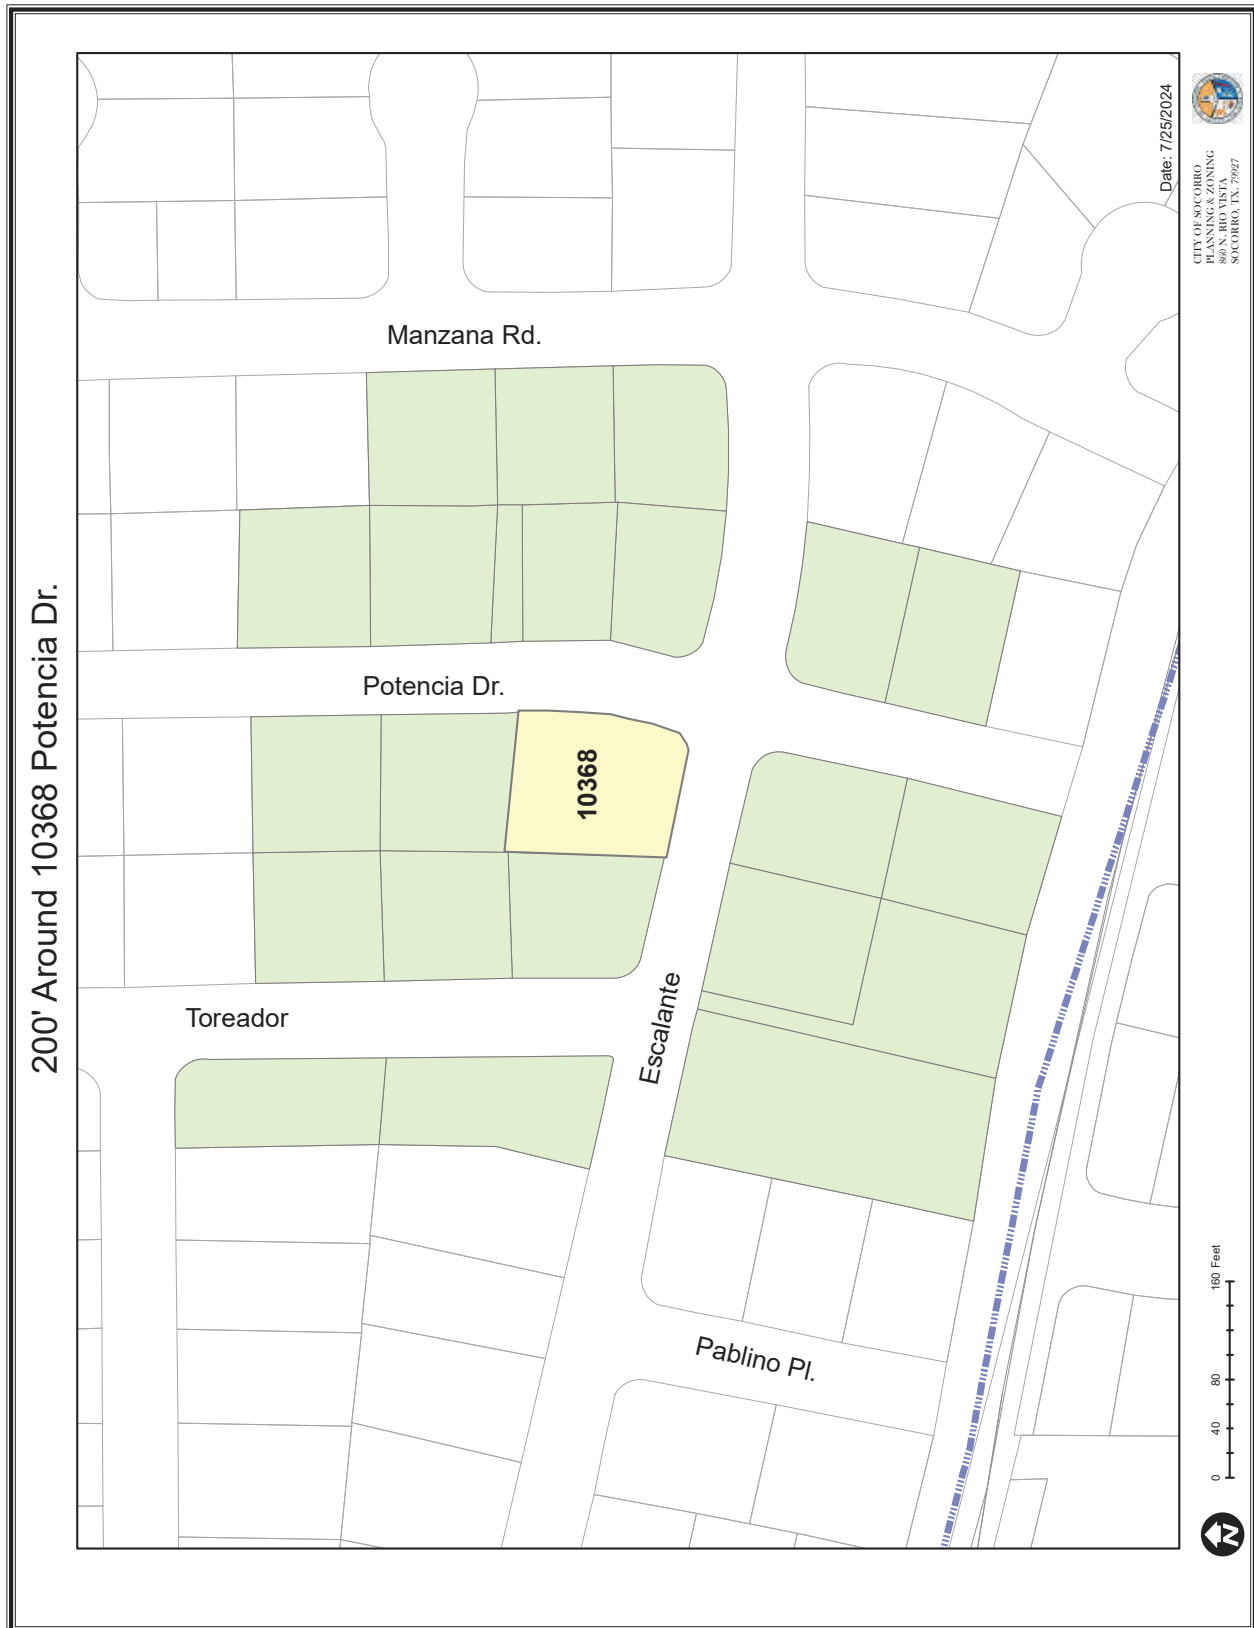 200' Around 10368 Potencia Dr.
Manzana Rd.
Potencia Dr.
10368
Toreador
Escalante
Pablino Pl.
Date: 7/25/2024
CITY OF SOCORRO
PLANNING & ZONING
860 N. RIO VISTA
SOCORRO, TX. 79927
0 40 80 160 Feet
N